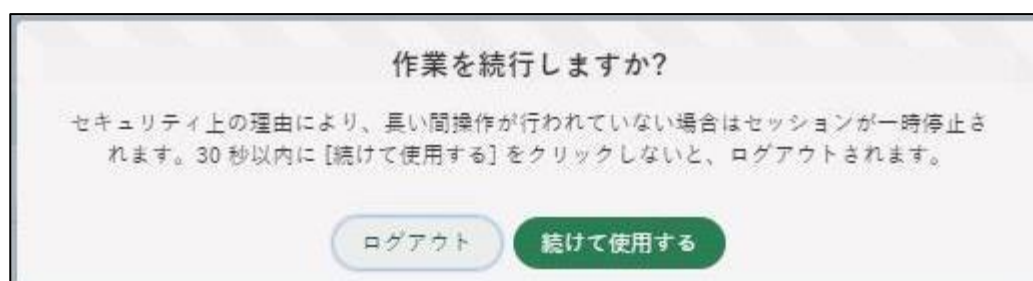 作業を続行しますか?
セキュリティ上の理由により、長い間操作が行われていない場合はセッションが一時停止さ
れます。30 秒以内に [続けて使用する] をクリックしないと、ログアウトされます。
ログアウト
続けて使用する